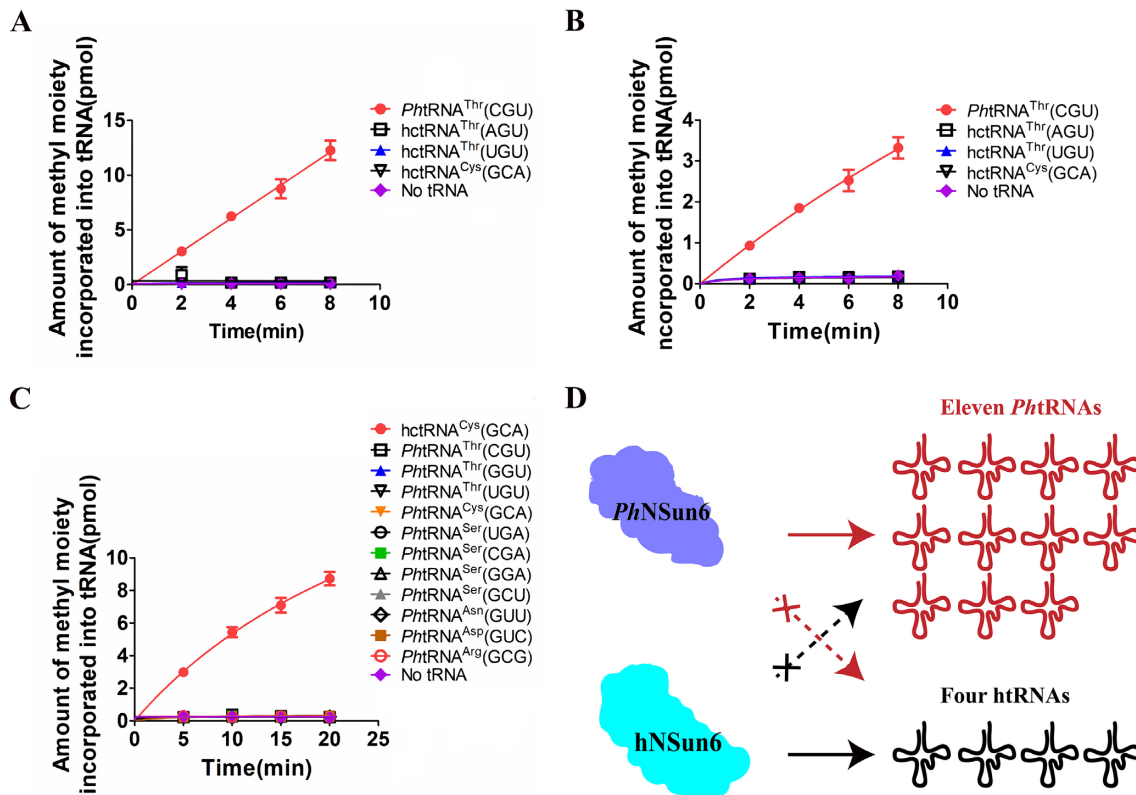 A
Amount of methyl moiety
incorporated into tRNA(pmol)
15
10
5
0
0 2 4 6 8 10
Time(min)
PhtRNAThr(CGU)
hctRNAThr(AGU)
hctRNAThr(UGU)
hctRNACys(GCA)
No tRNA
B
Amount of methyl moiety
ncorporated into tRNA(pmol)
4
3
2
1
0
0 2 4 6 8 10
Time(min)
PhtRNAThr(CGU)
hctRNAThr(AGU)
hctRNAThr(UGU)
hctRNACys(GCA)
No tRNA
C
Amount of methyl moiety
incorporated into tRNA(pmol)
10
8
6
4
2
0
0 5 10 15 20 25
Time(min)
hctRNACys(GCA)
PhtRNAThr(CGU)
PhtRNAThr(GGU)
PhtRNAThr(UGU)
PhtRNACys(GCA)
PhtRNASer(UGA)
PhtRNASer(CGA)
PhtRNASer(GGA)
PhtRNASer(GCU)
PhtRNAAsn(GUU)
PhtRNAAsp(GUC)
PhtRNAArg(GCG)
No tRNA
D
Eleven PhtRNAs
PhNSun6
hNSun6
Four htRNAs